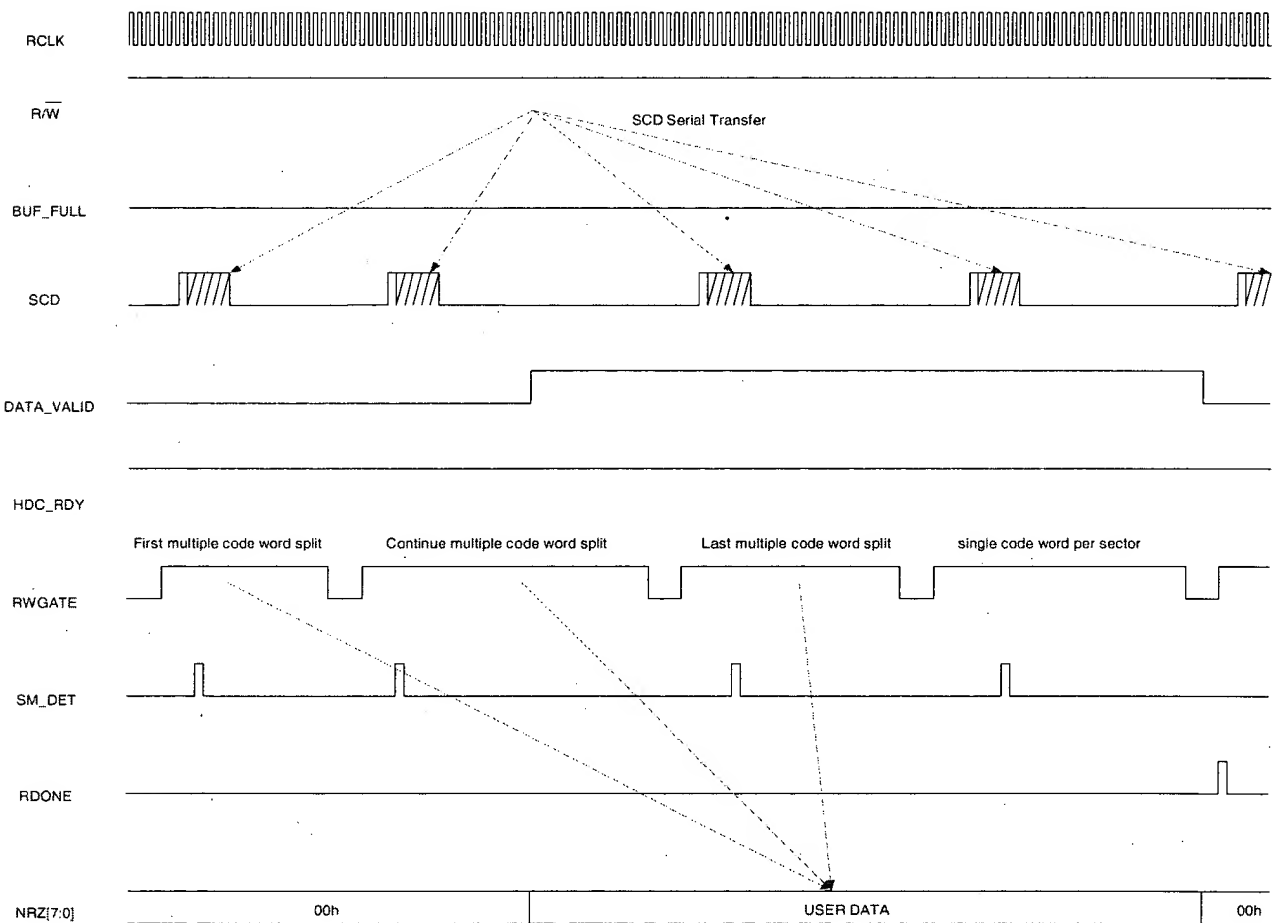 RCLK
R/W
SCD Serial Transfer
BUF_FULL
SCD
DATA_VALID
HDC_RDY
First multiple code word split Continue multiple code word split Last multiple code word split single code word per sector
RWGATE
SM_DET
RDONE
NRZ[7:0] 00h USER DATA 00h